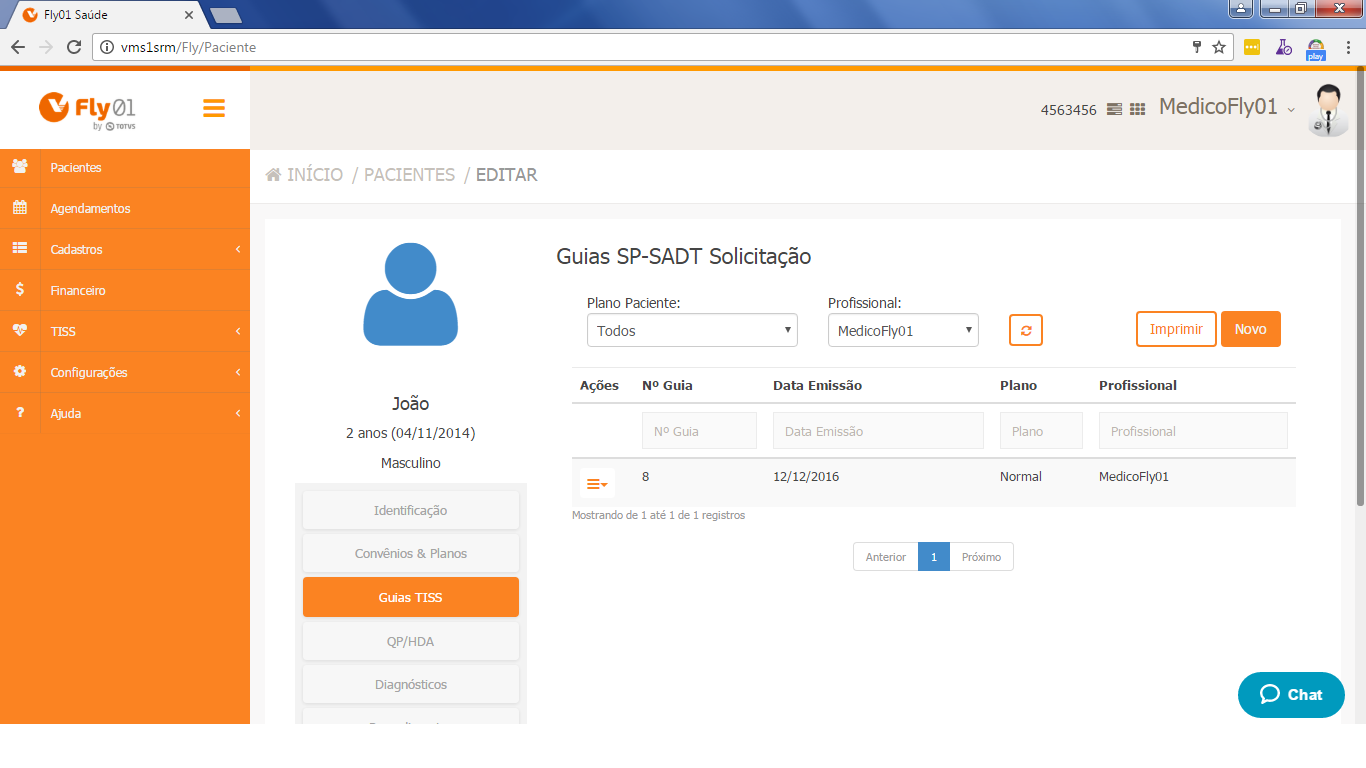 Fly01 Saúde
vms1srm/Fly/Paciente
play
Fly01
by TOTVS
4563456
MedicoFly01
Pacientes
Agendamentos
Cadastros
Financeiro
TISS
Configurações
Ajuda
INÍCIO / PACIENTES / EDITAR
João
2 anos (04/11/2014)
Masculino
Identificação
Convênios & Planos
Guias TISS
QP/HDA
Diagnósticos
Guias SP-SADT Solicitação
Plano Paciente: Profissional:
Todos MedicoFly01 Imprimir Novo
Ações Nº Guia Data Emissão Plano Profissional
Nº Guia Data Emissão Plano Profissional
8 12/12/2016 Normal MedicoFly01
Mostrando de 1 até 1 de 1 registros
Anterior 1 Próximo
Chat